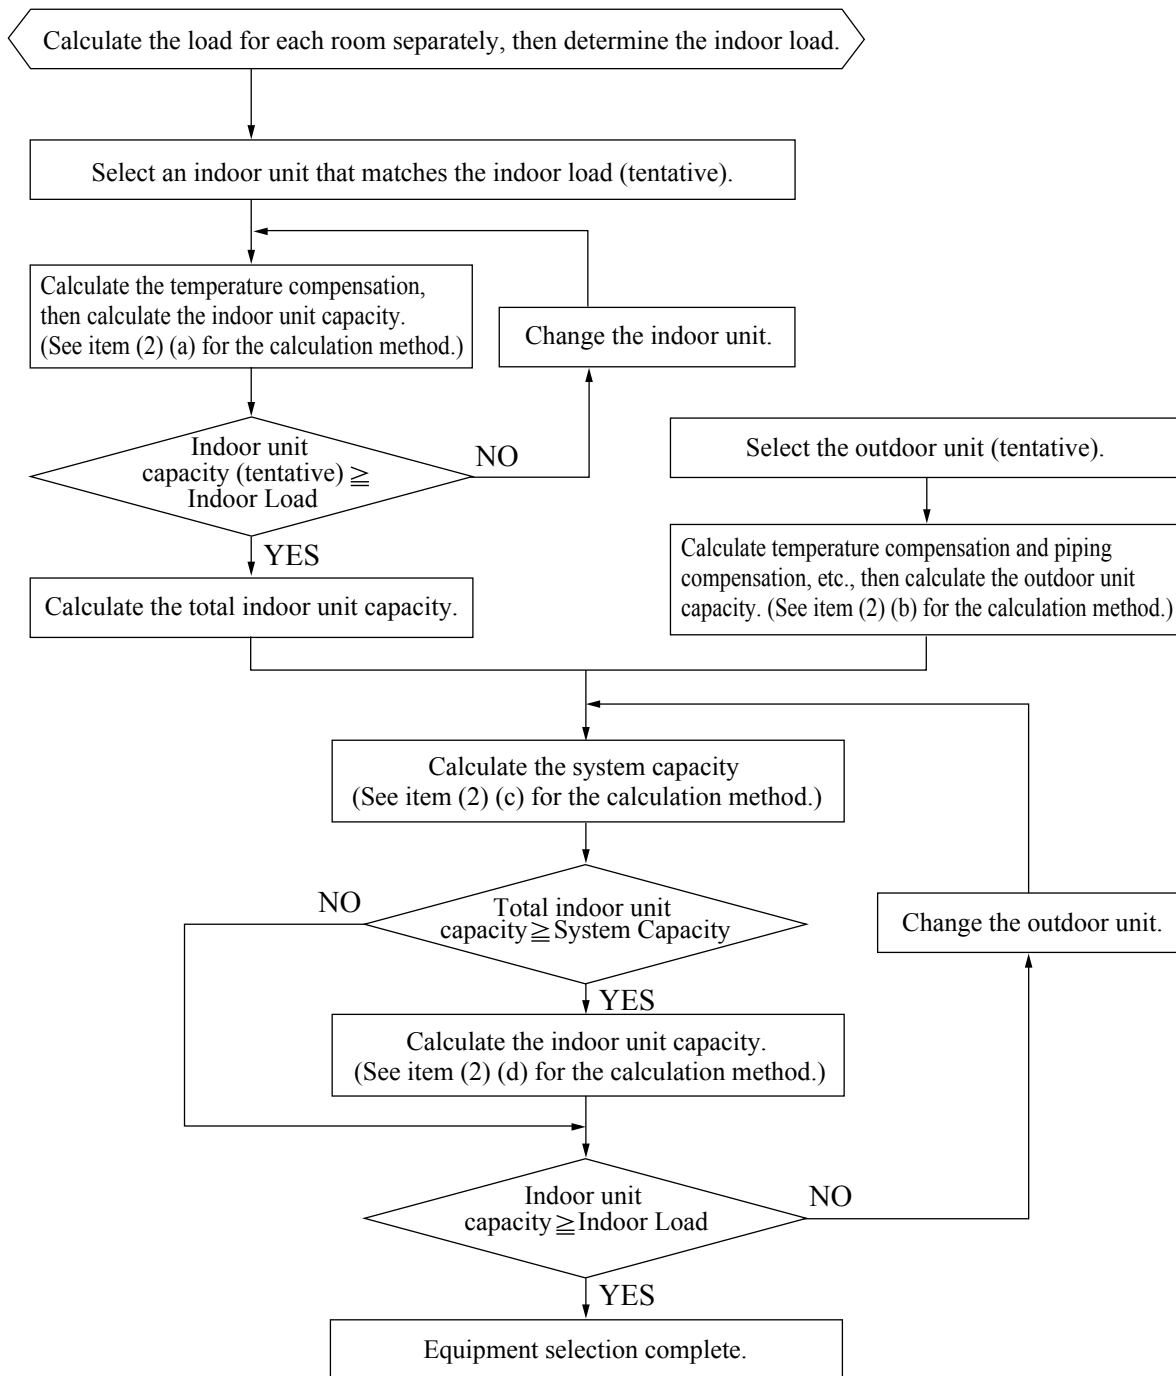 Calculate the load for each room separately, then determine the indoor load.
Select an indoor unit that matches the indoor load (tentative).
Calculate the temperature compensation,
then calculate the indoor unit capacity.
(See item (2) (a) for the calculation method.)
Change the indoor unit.
Indoor unit
capacity (tentative) ≧
Indoor Load
NO
YES
Calculate the total indoor unit capacity.
Select the outdoor unit (tentative).
Calculate temperature compensation and piping
compensation, etc., then calculate the outdoor unit
capacity. (See item (2) (b) for the calculation method.)
Calculate the system capacity
(See item (2) (c) for the calculation method.)
NO
Total indoor unit
capacity≧System Capacity
YES
Change the outdoor unit.
Calculate the indoor unit capacity.
(See item (2) (d) for the calculation method.)
Indoor unit
capacity≧Indoor Load
NO
YES
Equipment selection complete.